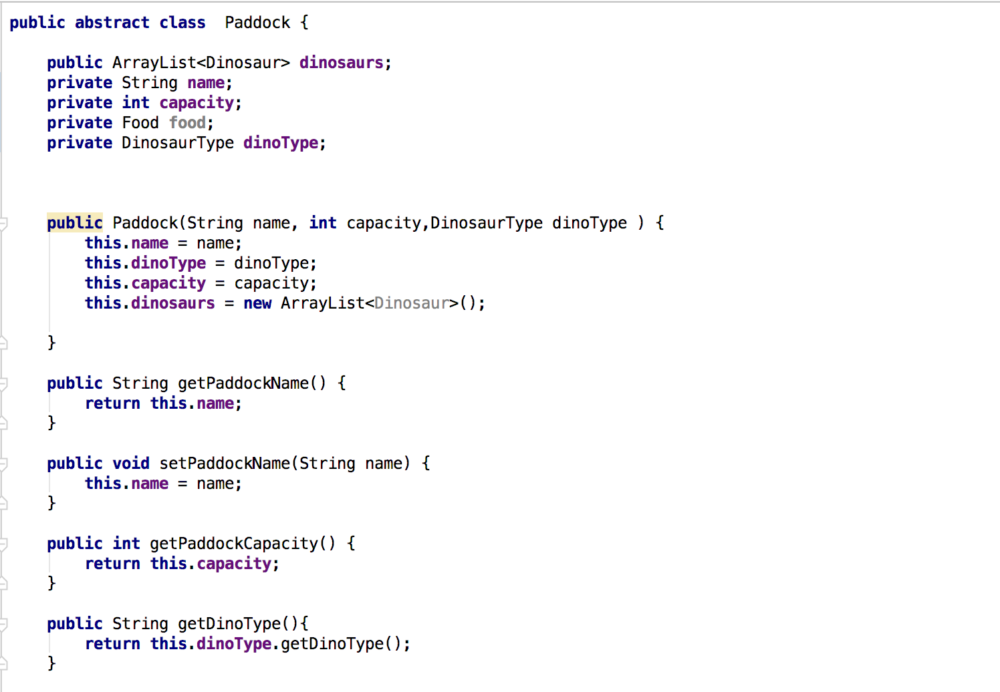 public abstract class  Paddock {
    public ArrayList<Dinosaur> dinosaurs;
    private String name;
    private int capacity;
    private Food food;
    private DinosaurType dinoType;
    public Paddock(String name, int capacity,DinosaurType dinoType ) {
        this.name = name;
        this.dinoType = dinoType;
        this.capacity = capacity;
        this.dinosaurs = new ArrayList<Dinosaur>();
    }
    public String getPaddockName() {
        return this.name;
    }
    public void setPaddockName(String name) {
        this.name = name;
    }
    public int getPaddockCapacity() {
        return this.capacity;
    }
    public String getDinoType(){
        return this.dinoType.getDinoType();
    }